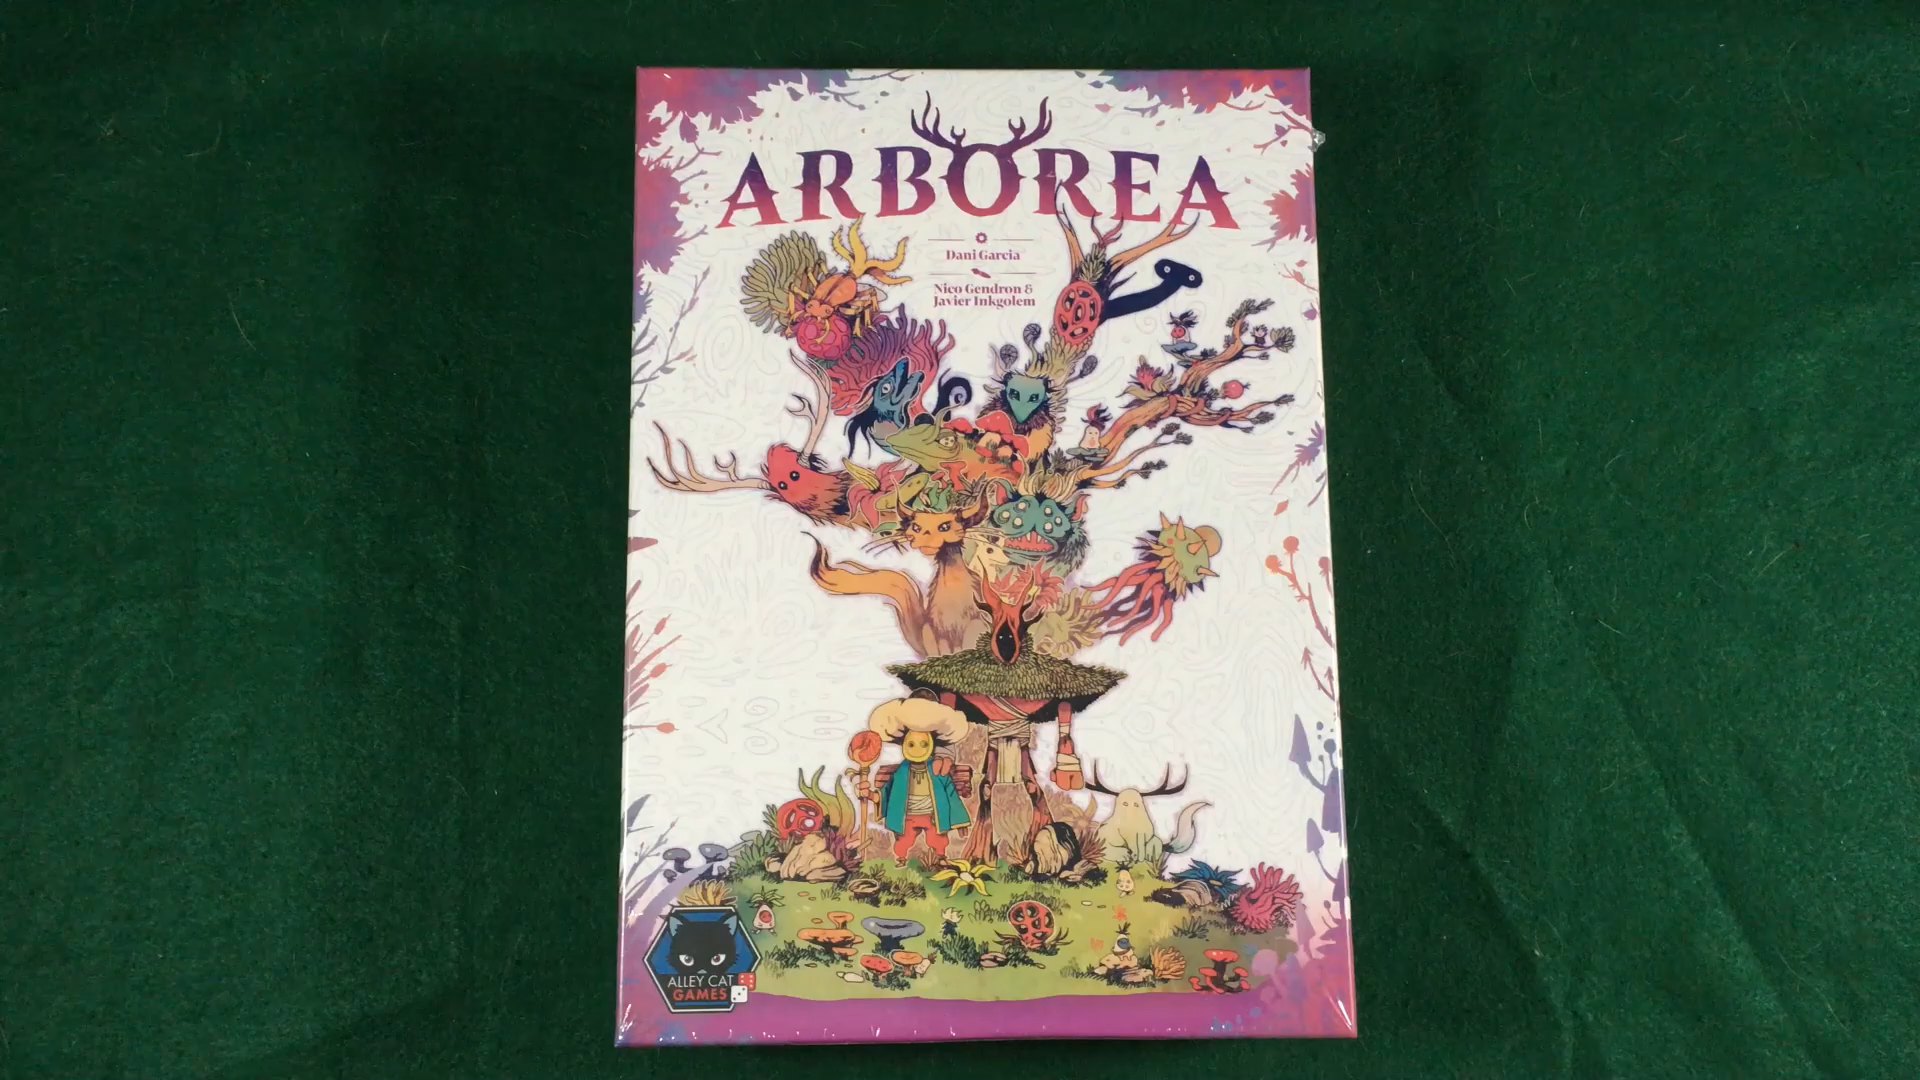 ARBOREA
Dani Garcia
Nico Gendron &
Javier Inkgolem
ALLEY CAT
GAMES